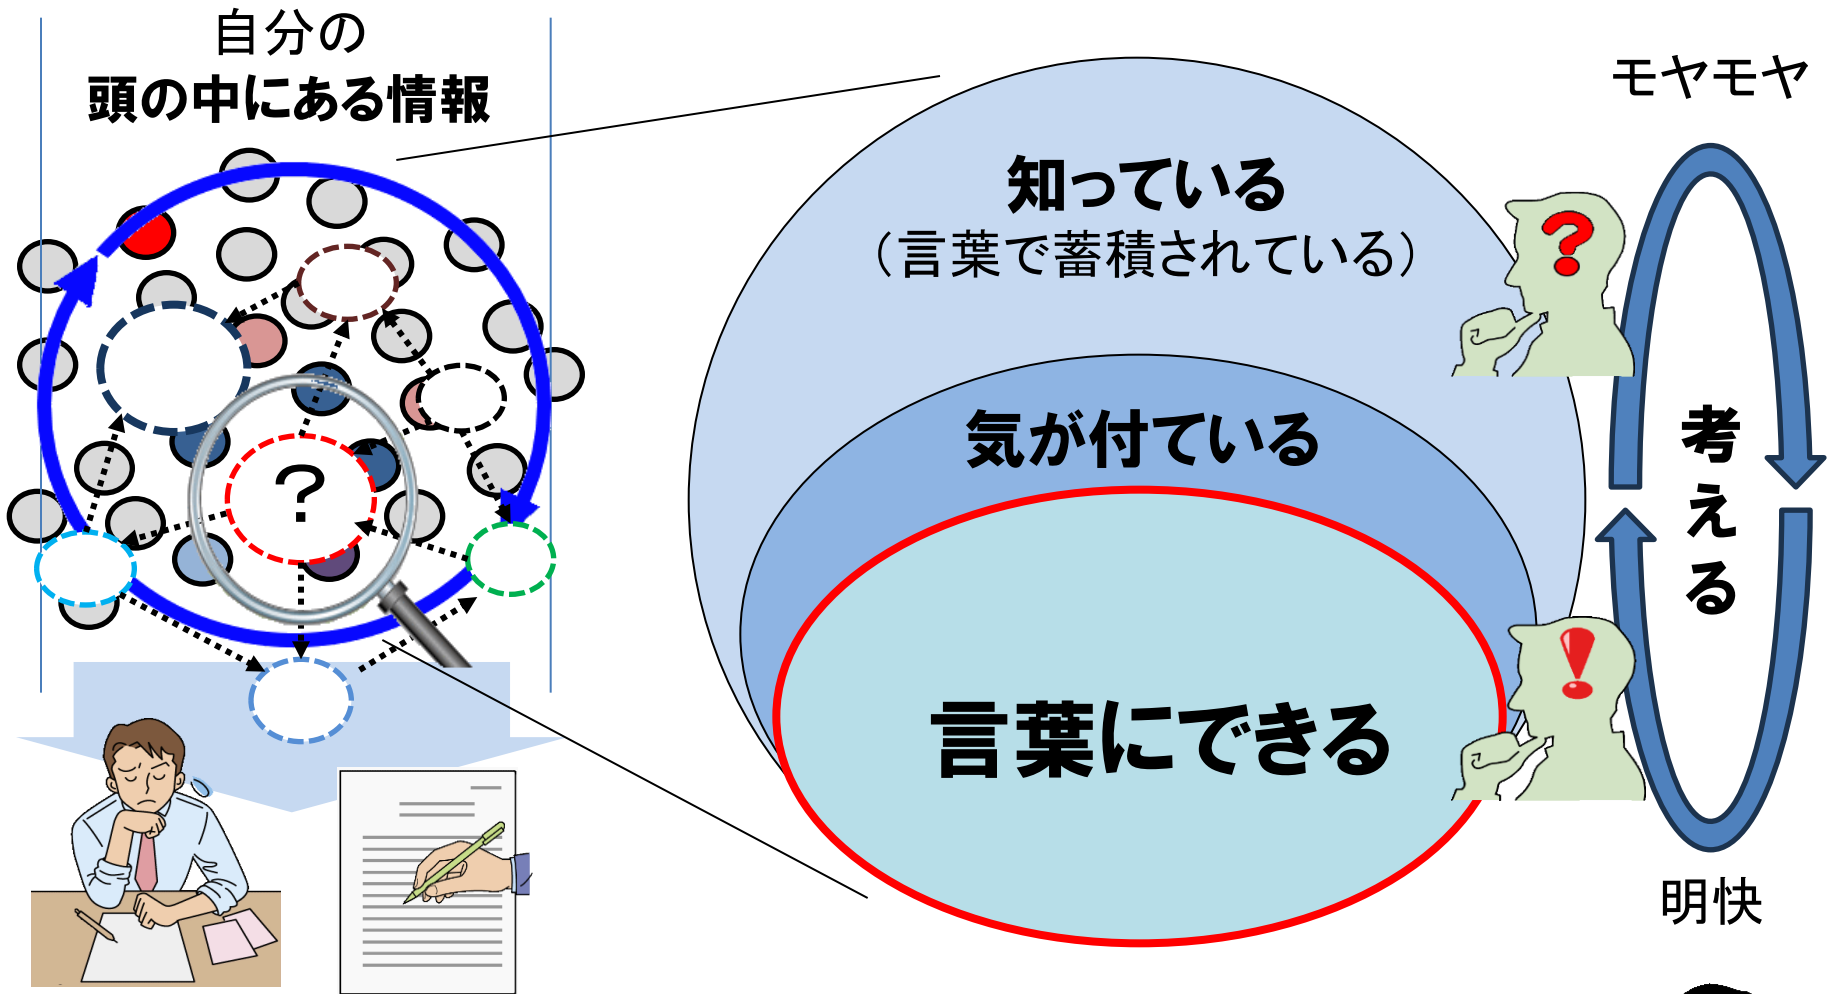 自分の
頭の中にある情報
?
知っている
（言葉で蓄積されている）
気が付ている
言葉にできる
モヤモヤ
?
考える
!
明快